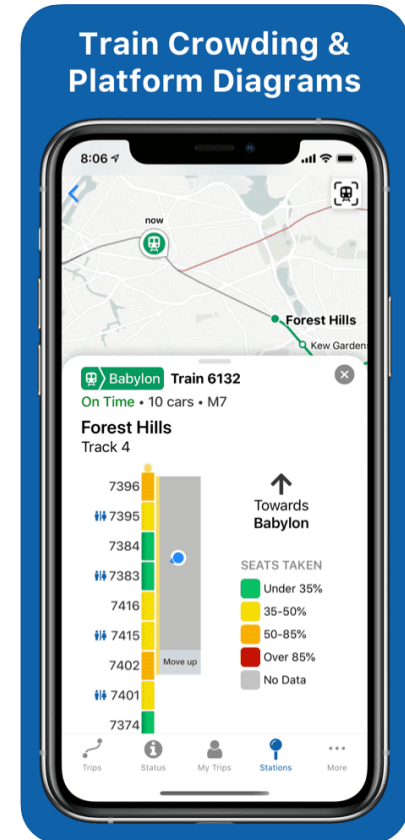 Train Crowding &
Platform Diagrams
8:06
now
Forest Hills
Kew Gardens
Babylon Train 6132
On Time • 10 cars • M7
Forest Hills
Track 4
7396
7395
7384
7383
7416
7415
7402
7401
7374
Move up
Towards
Babylon
SEATS TAKEN
Under 35%
35-50%
50-85%
Over 85%
No Data
Trips
Status
My Trips
Stations
More